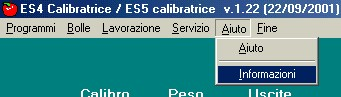 ES4 Calibratrice / ES5 calibratrice v.1.22 (22/09/2001)
Programmi Bolle Lavorazione Servizio Aiuto Fine
Aiuto
Informazioni
Calibro Peso Uscite